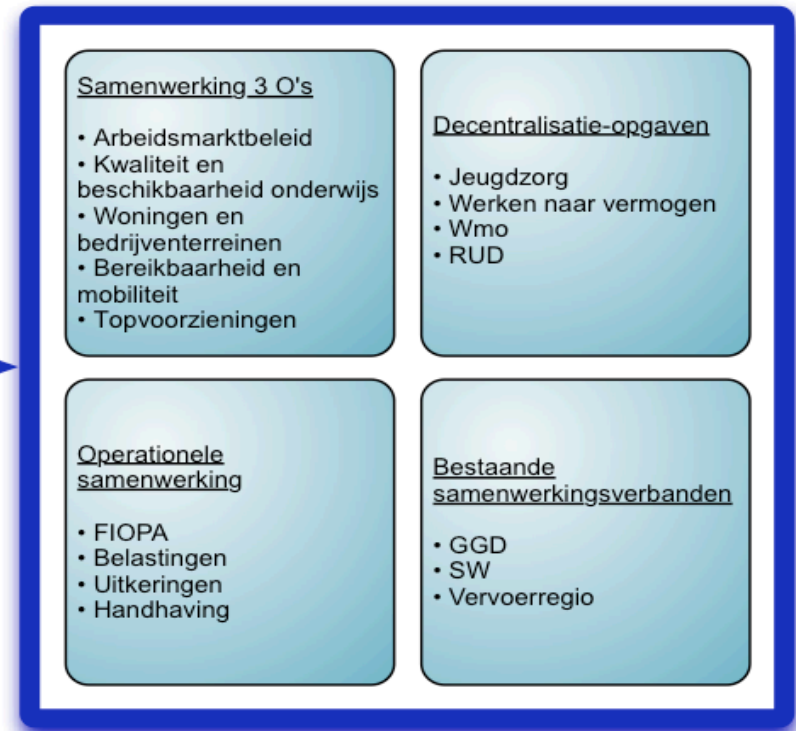 Samenwerking 3 O's
• Arbeidsmarktbeleid
• Kwaliteit en
beschikbaarheid onderwijs
• Woningen en
bedrijventerreinen
• Bereikbaarheid en
mobiliteit
• Topvoorzieningen
Decentralisatie-opgaven
• Jeugdzorg
• Werken naar vermogen
• Wmo
• RUD
Operationele
samenwerking
• FIOPA
• Belastingen
• Uitkeringen
• Handhaving
Bestaande
samenwerkingsverbanden
• GGD
• SW
• Vervoerregio